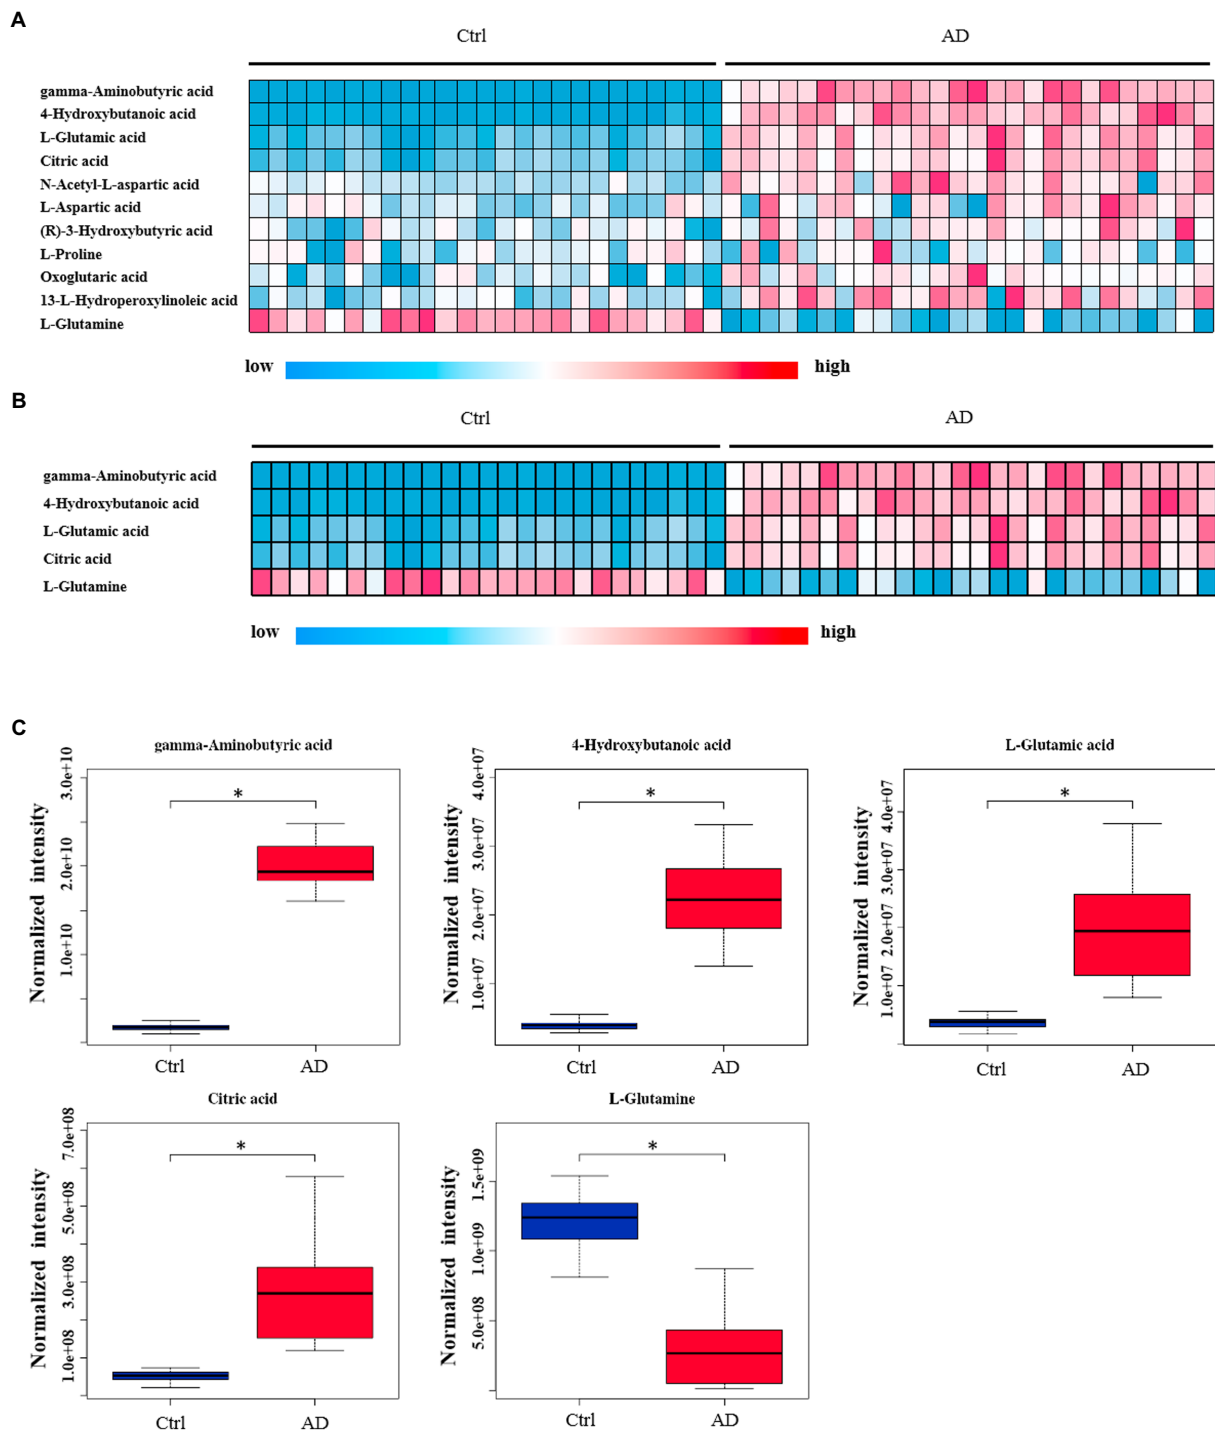 A
Ctrl AD
gamma-Aminobutyric acid
4-Hydroxybutanoic acid
L-Glutamic acid
Citric acid
N-Acetyl-L-aspartic acid
L-Aspartic acid
(R)-3-Hydroxybutyric acid
L-Proline
Oxoglutaric acid
13-L-Hydroperoxylinoleic acid
L-Glutamine
low high
B
Ctrl AD
gamma-Aminobutyric acid
4-Hydroxybutanoic acid
L-Glutamic acid
Citric acid
L-Glutamine
low high
C
gamma-Aminobutyric acid
Normalized intensity
3.0e+10
2.0e+10
1.0e+10
*
Ctrl AD
4-Hydroxybutanoic acid
Normalized intensity
4.0e+07
3.0e+07
2.0e+07
1.0e+07
*
Ctrl AD
L-Glutamic acid
Normalized intensity
4.0e+07
3.0e+07
2.0e+07
1.0e+07
*
Ctrl AD
Citric acid
Normalized intensity
7.0e+08
5.0e+08
3.0e+08
1.0e+08
*
Ctrl AD
L-Glutamine
Normalized intensity
1.5e+09
1.0e+09
5.0e+08
*
Ctrl AD